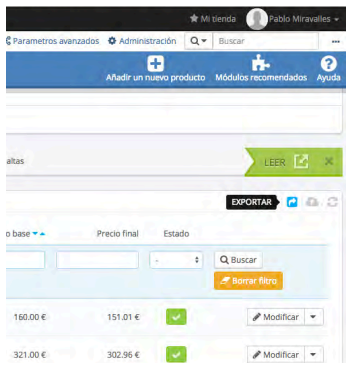 Mi tienda Pablo Miravalles
Parametros avanzados Administración Buscar ...
Añadir un nuevo producto Módulos recomendados Ayuda
altas LEER
EXPORTAR
o base Precio final Estado
- Buscar
Borrar filtro
160.00 € 151.01 € Modificar
321.00 € 302.96 € Modificar